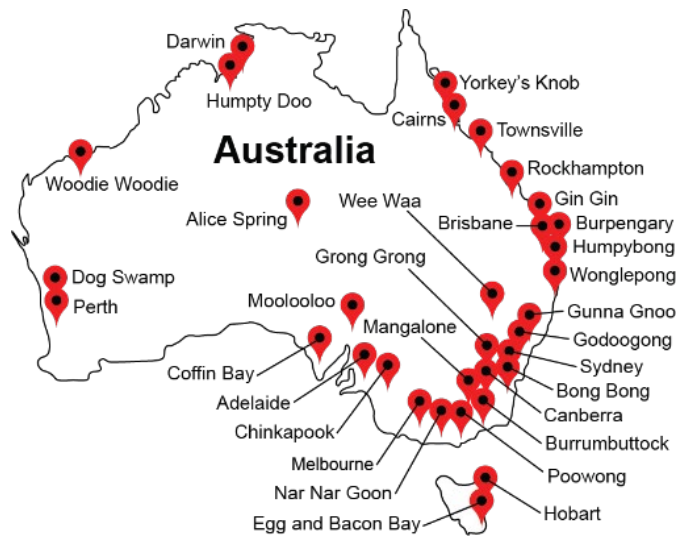 Darwin
Humpty Doo
Yorkey's Knob
Cairns
Townsville
Australia
Woodie Woodie
Rockhampton
Wee Waa
Gin Gin
Alice Spring
Brisbane
Burpengary
Humpybong
Grong Grong
Dog Swamp
Wonglepong
Moolooloo
Perth
Gunna Gnoo
Mangalone
Godoogong
Coffin Bay
Sydney
Bong Bong
Adelaide
Canberra
Chinkapook
Burrumbuttock
Melbourne
Poowong
Nar Nar Goon
Hobart
Egg and Bacon Bay